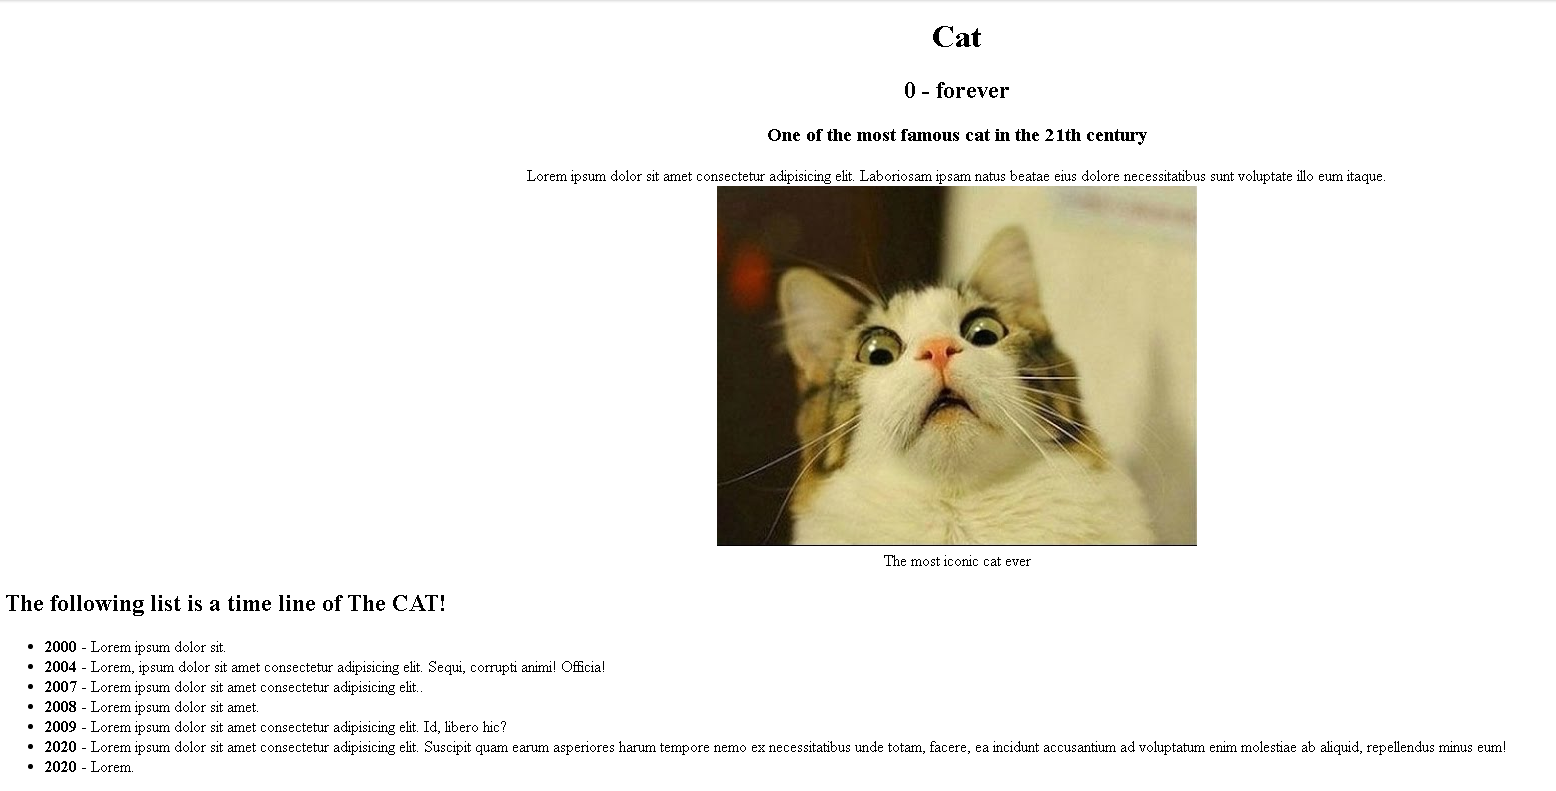 Cat
0 - forever
One of the most famous cat in the 21th century
Lorem ipsum dolor sit amet consectetur adipisicing elit. Laboriosam ipsam natus beatae eius dolore necessitatibus sunt voluptate illo eum itaque.
The most iconic cat ever
The following list is a time line of The CAT!
• 2000 - Lorem ipsum dolor sit.
• 2004 - Lorem, ipsum dolor sit amet consectetur adipisicing elit. Sequi, corrupti animi! Officia!
• 2007 - Lorem ipsum dolor sit amet consectetur adipisicing elit..
• 2008 - Lorem ipsum dolor sit amet.
• 2009 - Lorem ipsum dolor sit amet consectetur adipisicing elit. Id, libero hic?
• 2020 - Lorem ipsum dolor sit amet consectetur adipisicing elit. Suscipit quam earum asperiores harum tempore nemo ex necessitatibus unde totam, facere, ea incidunt accusantium ad voluptatum enim molestiae ab aliquid, repellendus minus eum!
• 2020 - Lorem.